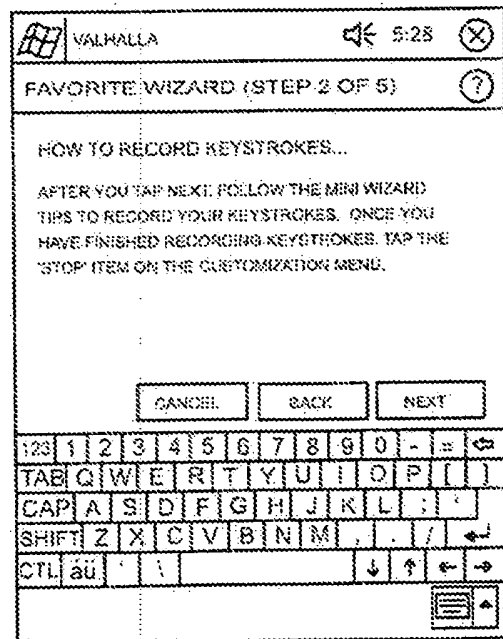 VALHALLA 5:28
FAVORITE WIZARD (STEP 2 OF 5) ?
HOW TO RECORD KEYSTROKES...
AFTER YOU TAP NEXT, FOLLOW THE MINI WIZARD
TIPS TO RECORD YOUR KEYSTROKES. ONCE YOU
HAVE FINISHED RECORDING KEYSTROKES, TAP THE
'STOP' ITEM ON THE CUSTOMIZATION MENU.
CANCEL BACK NEXT
123 1 2 3 4 5 6 7 8 9 0 - =
TAB Q W E R T Y U I O P [ ]
CAP A S D F G H J K L ; '
SHIFT Z X C V B N M , . /
CTL áü ` \